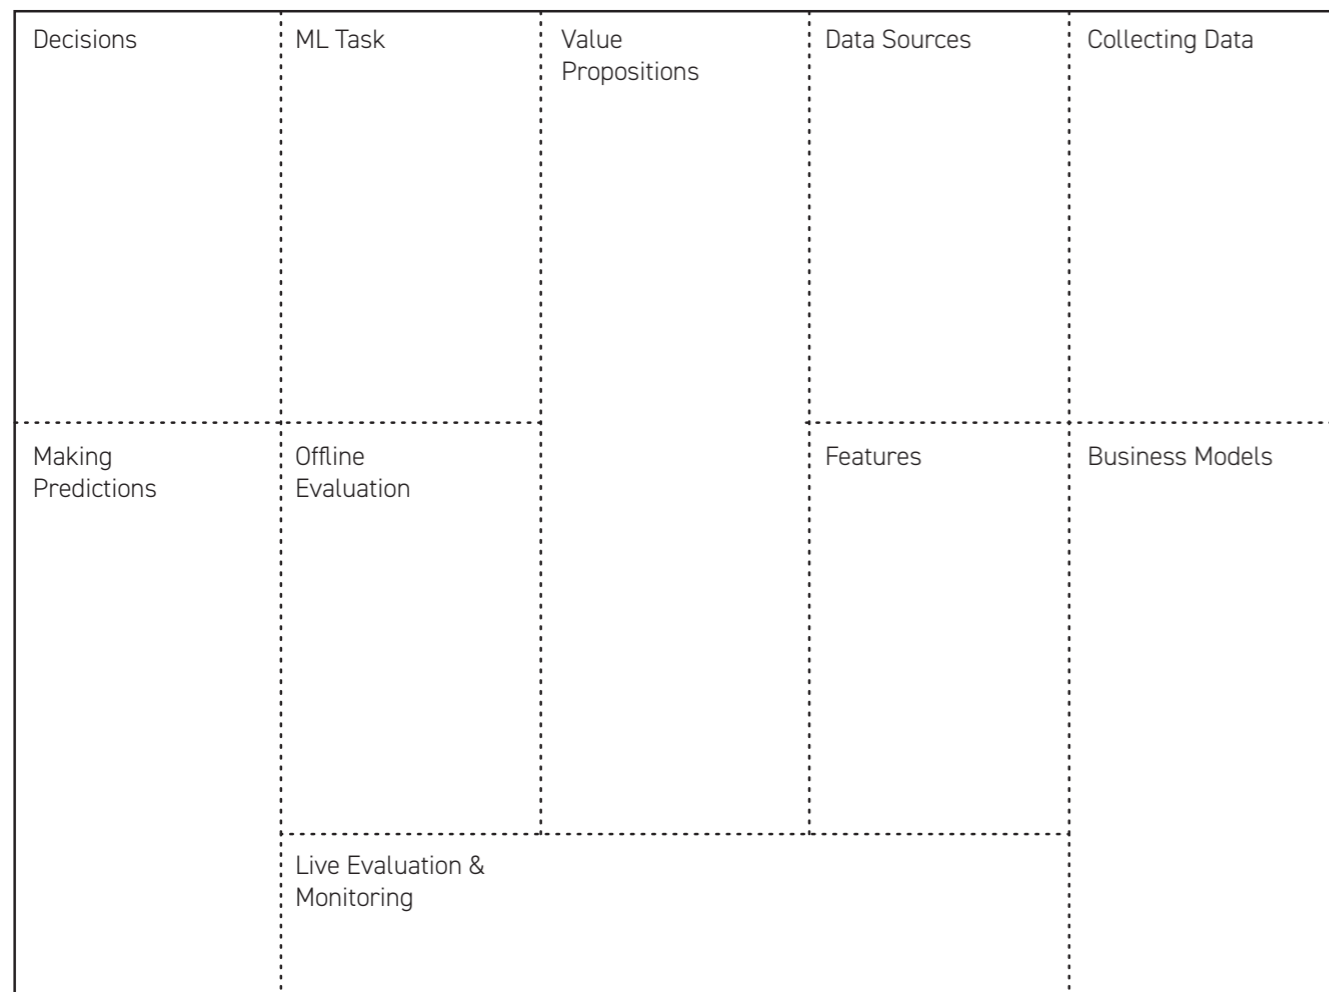 Decisions
ML Task
Value
Propositions
Data Sources
Collecting Data
Making
Predictions
Offline
Evaluation
Features
Business Models
Live Evaluation &
Monitoring